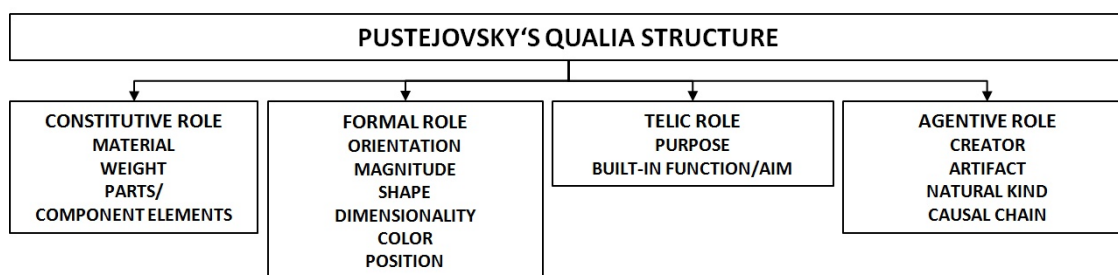 PUSTEJOVSKY‘S QUALIA STRUCTURE
CONSTITUTIVE ROLE
MATERIAL
WEIGHT
PARTS/
COMPONENT ELEMENTS
FORMAL ROLE
ORIENTATION
MAGNITUDE
SHAPE
DIMENSIONALITY
COLOR
POSITION
TELIC ROLE
PURPOSE
BUILT-IN FUNCTION/AIM
AGENTIVE ROLE
CREATOR
ARTIFACT
NATURAL KIND
CAUSAL CHAIN